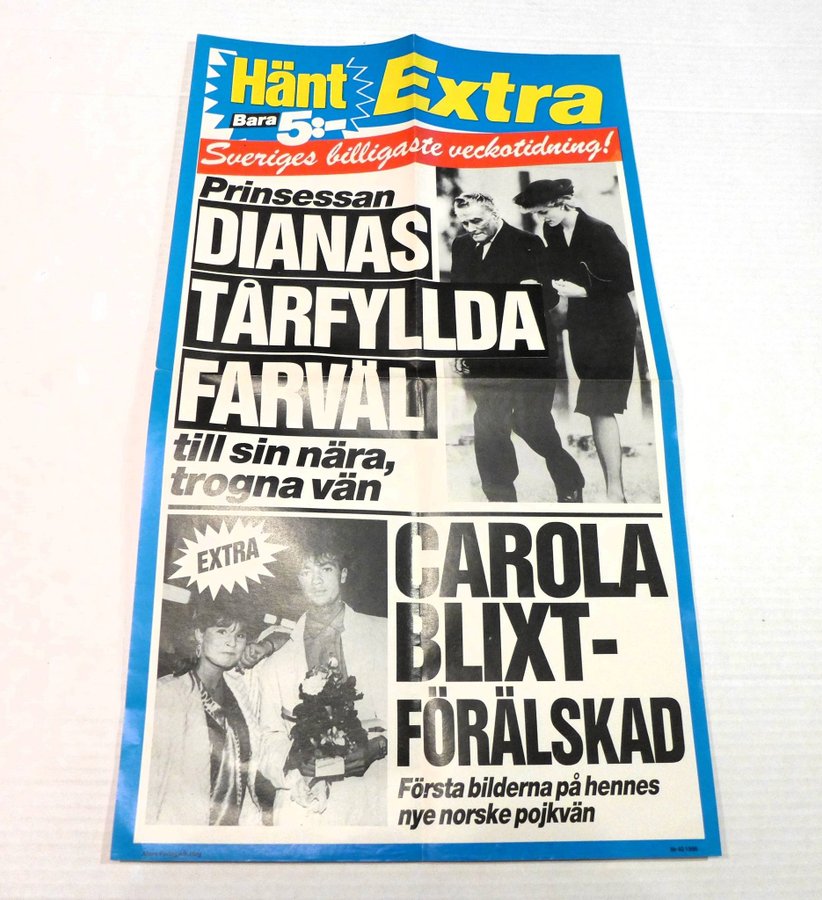 Hänt Extra
Bara 5:-
Sveriges billigaste veckotidning!
Prinsessan
DIANAS
TÅRFYLLDA
FARVÄL
till sin nära,
trogna vän
EXTRA
CAROLA
BLIXT-
FÖRÄLSKAD
Första bilderna på hennes
nye norske pojkvän